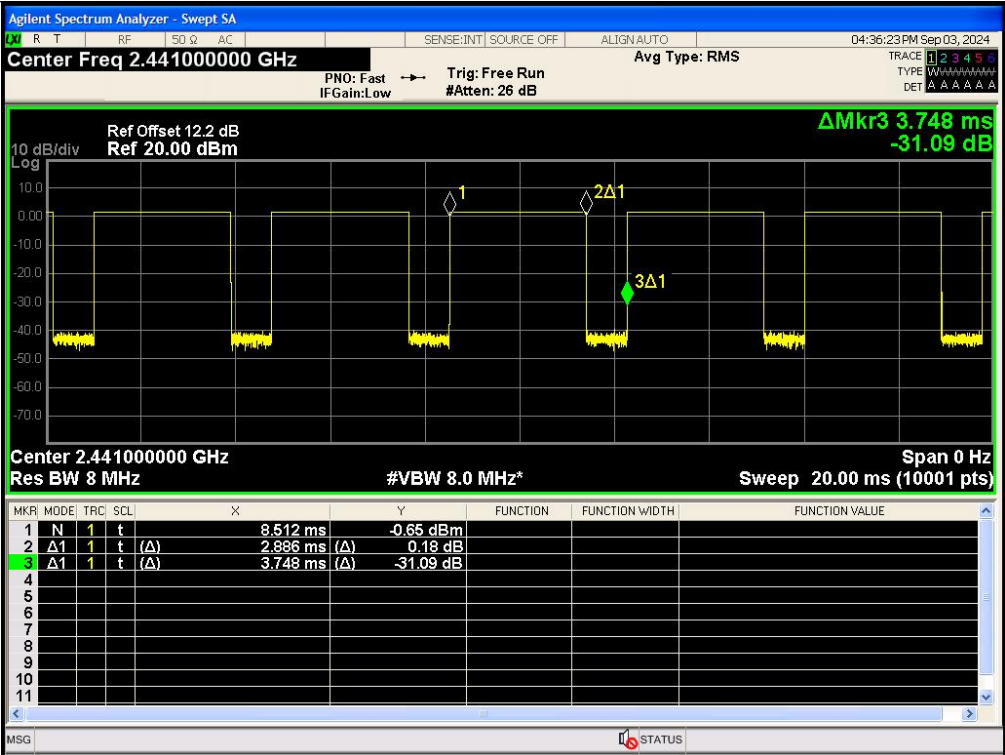 Agilent Spectrum Analyzer - Swept SA
LXI R T RF 50 Ω AC SENSE:INT SOURCE OFF ALIGN AUTO 04:36:23 PM Sep 03, 2024
Center Freq 2.441000000 GHz
PNO: Fast
IFGain:Low
Trig: Free Run
#Atten: 26 dB
Avg Type: RMS
TRACE 1 2 3 4 5 6
TYPE W
DET A A A A A A
ΔMkr3 3.748 ms
-31.09 dB
10 dB/div
Log
Ref Offset 12.2 dB
Ref 20.00 dBm
10.0
0.00
-10.0
-20.0
-30.0
-40.0
-50.0
-60.0
-70.0
1
2Δ1
3Δ1
Center 2.441000000 GHz Span 0 Hz
Res BW 8 MHz #VBW 8.0 MHz* Sweep 20.00 ms (10001 pts)
MKR MODE TRC SCL X Y FUNCTION FUNCTION WIDTH FUNCTION VALUE
1 N 1 t 8.512 ms -0.65 dBm
2 Δ1 1 t (Δ) 2.886 ms (Δ) 0.18 dB
3 Δ1 1 t (Δ) 3.748 ms (Δ) -31.09 dB
4
5
6
7
8
9
10
11
MSG STATUS